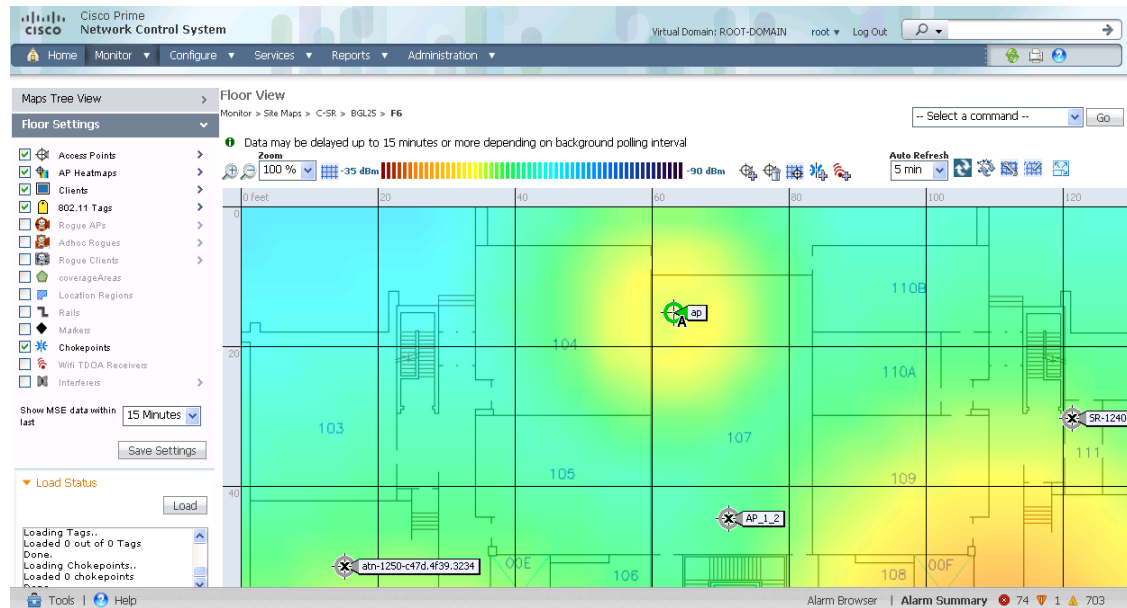 Cisco Prime
CISCO Network Control System
Virtual Domain: ROOT-DOMAIN root Log Out
Home Monitor Configure Services Reports Administration
Maps Tree View
Floor Settings
Access Points
AP Heatmaps
Clients
802.11 Tags
Rogue APs
Adhoc Rogues
Rogue Clients
coverageAreas
Location Regions
Rails
Markers
Chokepoints
Wifi TDOA Receivers
Interferers
Show MSE data within last 15 Minutes
Save Settings
Load Status
Load
Loading Tags..
Loaded 0 out of 0 Tags
Done.
Loading Chokepoints..
Loaded 0 chokepoints
Floor View
Monitor > Site Maps > C-SR > BGL25 > F6
-- Select a command -- Go
Data may be delayed up to 15 minutes or more depending on background polling interval
Zoom
100 % -35 dBm -90 dBm
Auto Refresh
5 min
0 feet 20 40 60 80 100 120
0
20
40
110B
A
ap
104
110A
103
107
SR-1240
111
105
109
AP_1_2
atn-1250-c47d.4f39.3234
00E
106
108
00F
Tools | Help
Alarm Browser | Alarm Summary 74 1 703